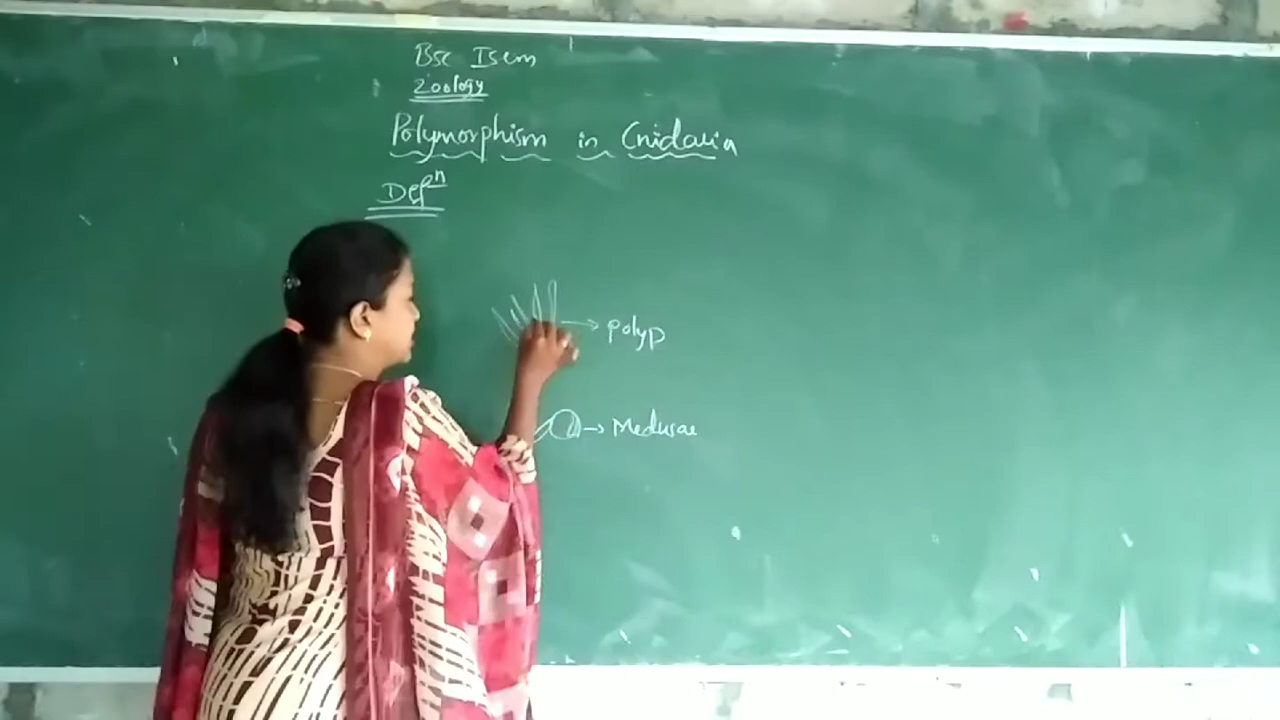 Bsc I sem
Zoology
Polymorphism in Cnidaria
Defn
→ polyp
→ Medusae